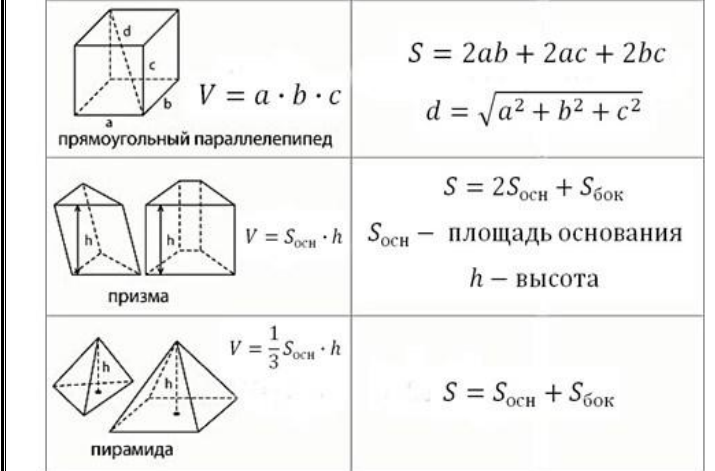 d
c
b
a
V = a · b · c
прямоугольный параллелепипед
S = 2ab + 2ac + 2bc
d = √(a² + b² + c²)
h
h
V = Sосн · h
призма
S = 2Sосн + Sбок
Sосн − площадь основания
h − высота
h
h
V = 1/3 Sосн · h
пирамида
S = Sосн + Sбок